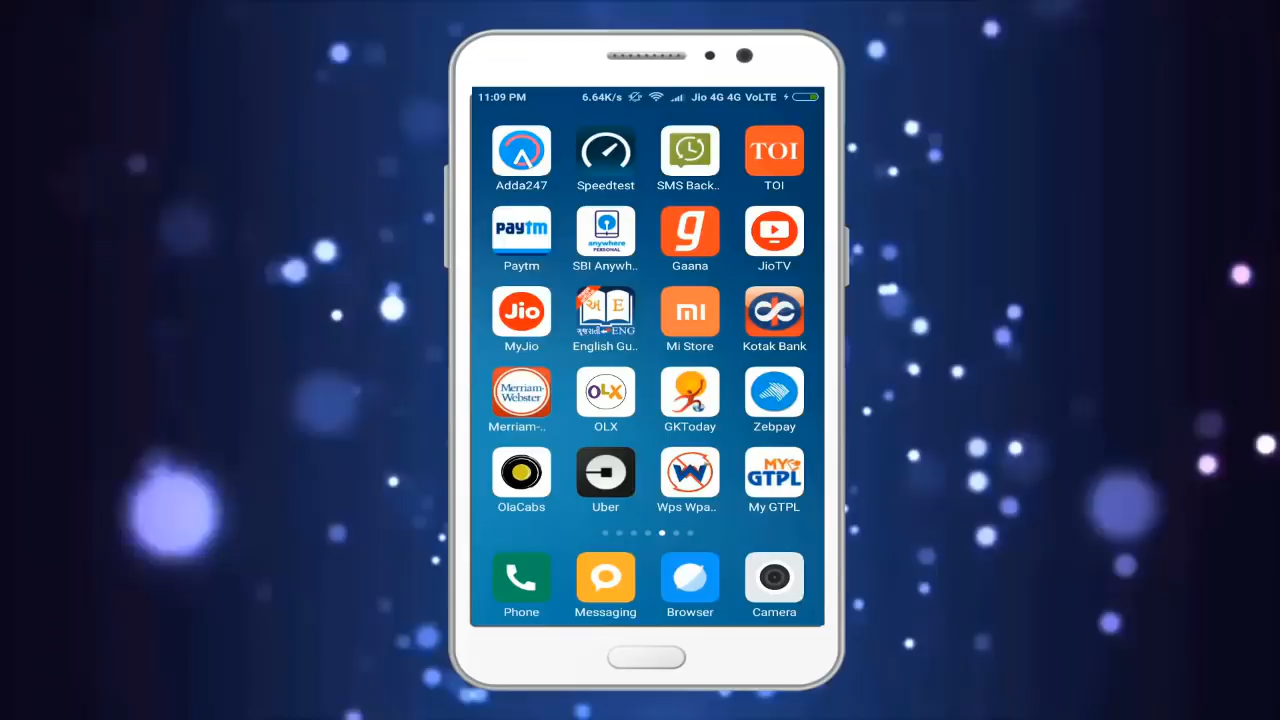 11:09 PM 6.64K/s Jio 4G 4G VoLTE
TOI
Adda247 Speedtest SMS Back.. TOI
Paytm
anywhere
PERSONAL
g
Paytm SBI Anywh.. Gaana JioTV
Jio
અ E
ગુજરાતી ENG
mi
MyJio English Gu.. Mi Store Kotak Bank
Merriam-
Webster
OLX
Merriam-.. OLX GKToday Zebpay
W
MY
GTPL
OlaCabs Uber Wps Wpa.. My GTPL
Phone Messaging Browser Camera